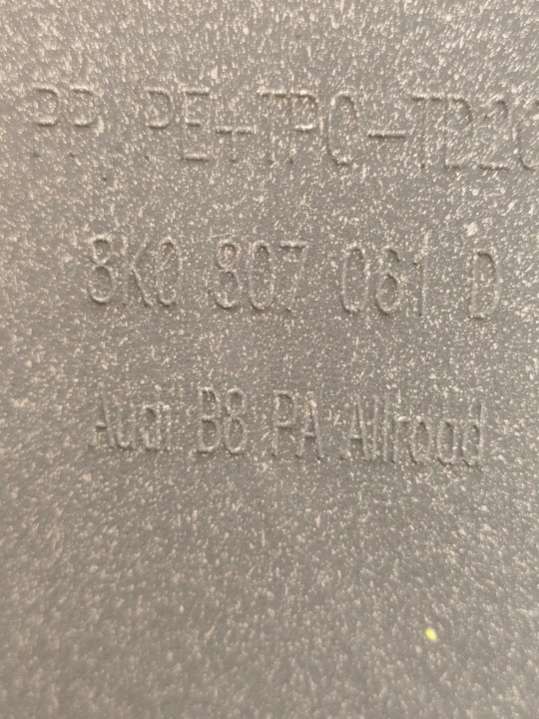 PP PE+TPO-TD20
8K0 807 061 D
Audi B8 PA Allroad